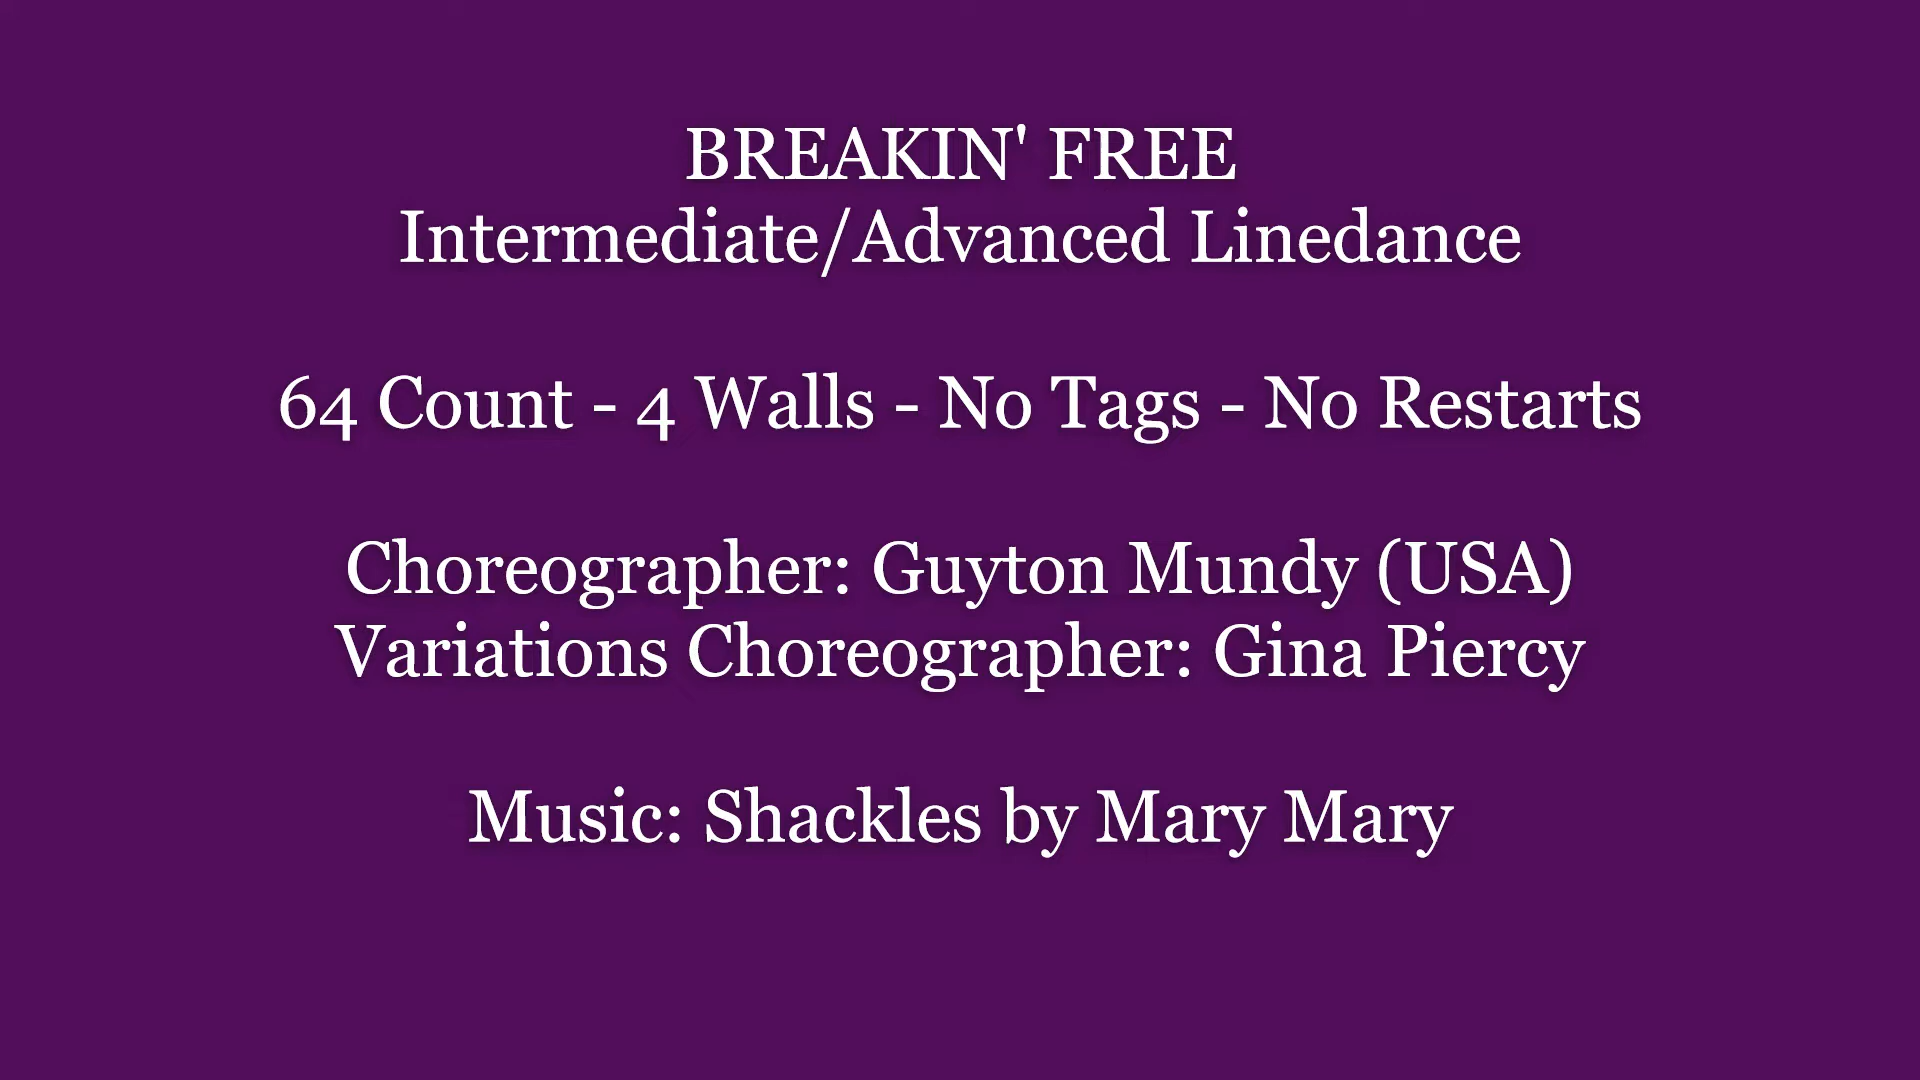 BREAKIN' FREE
Intermediate/Advanced Linedance
64 Count - 4 Walls - No Tags - No Restarts
Choreographer: Guyton Mundy (USA)
Variations Choreographer: Gina Piercy
Music: Shackles by Mary Mary